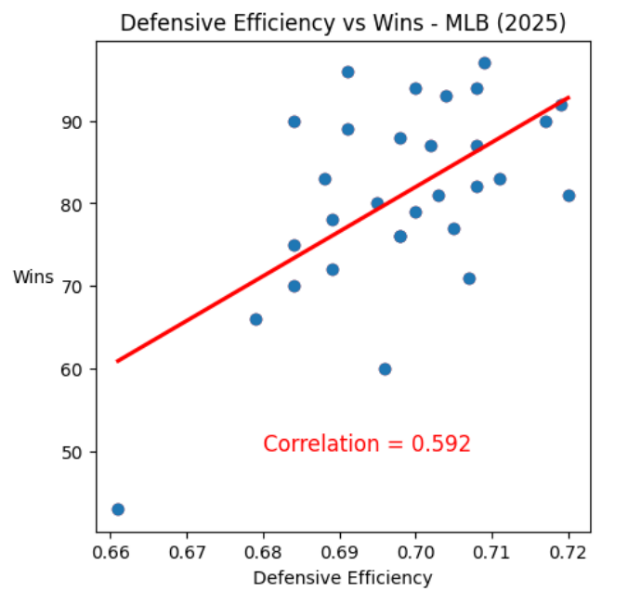 Defensive Efficiency vs Wins - MLB (2025)
90
80
Wins
70
60
50
Correlation = 0.592
0.66 0.67 0.68 0.69 0.70 0.71 0.72
Defensive Efficiency